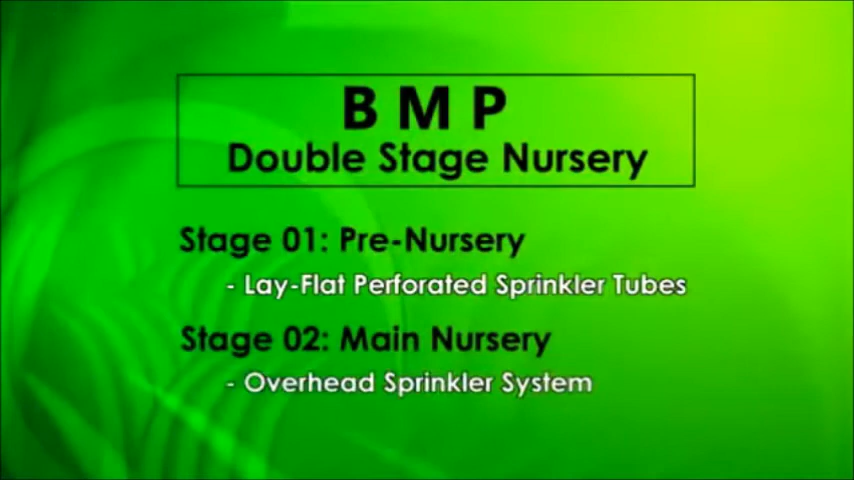 B M P
Double Stage Nursery
Stage 01: Pre-Nursery
- Lay-Flat Perforated Sprinkler Tubes
Stage 02: Main Nursery
- Overhead Sprinkler System